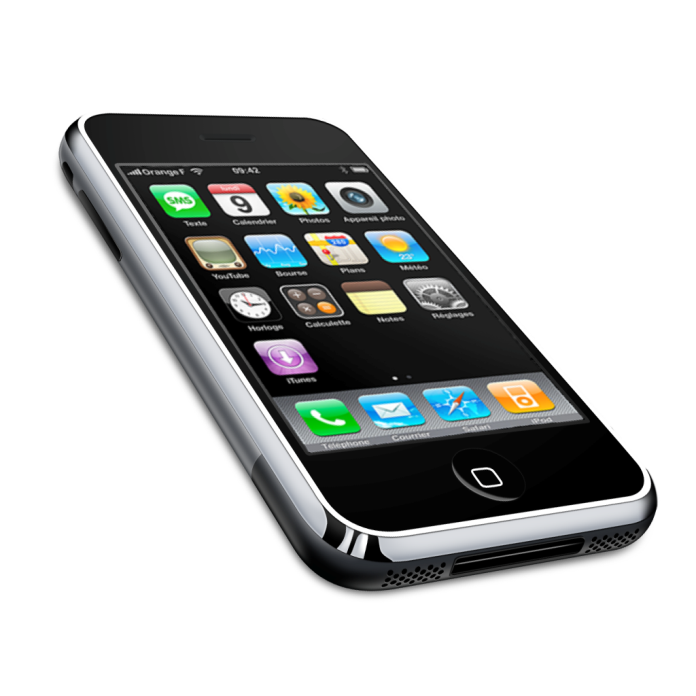 Orange F 09:42
SMS
Texte
lundi
9
Calendrier
Photos
Appareil photo
YouTube
Bourse
280
Plans
23°
Météo
Horloge
Calculette
Notes
Réglages
iTunes
Téléphone
Courrier
Safari
iPod